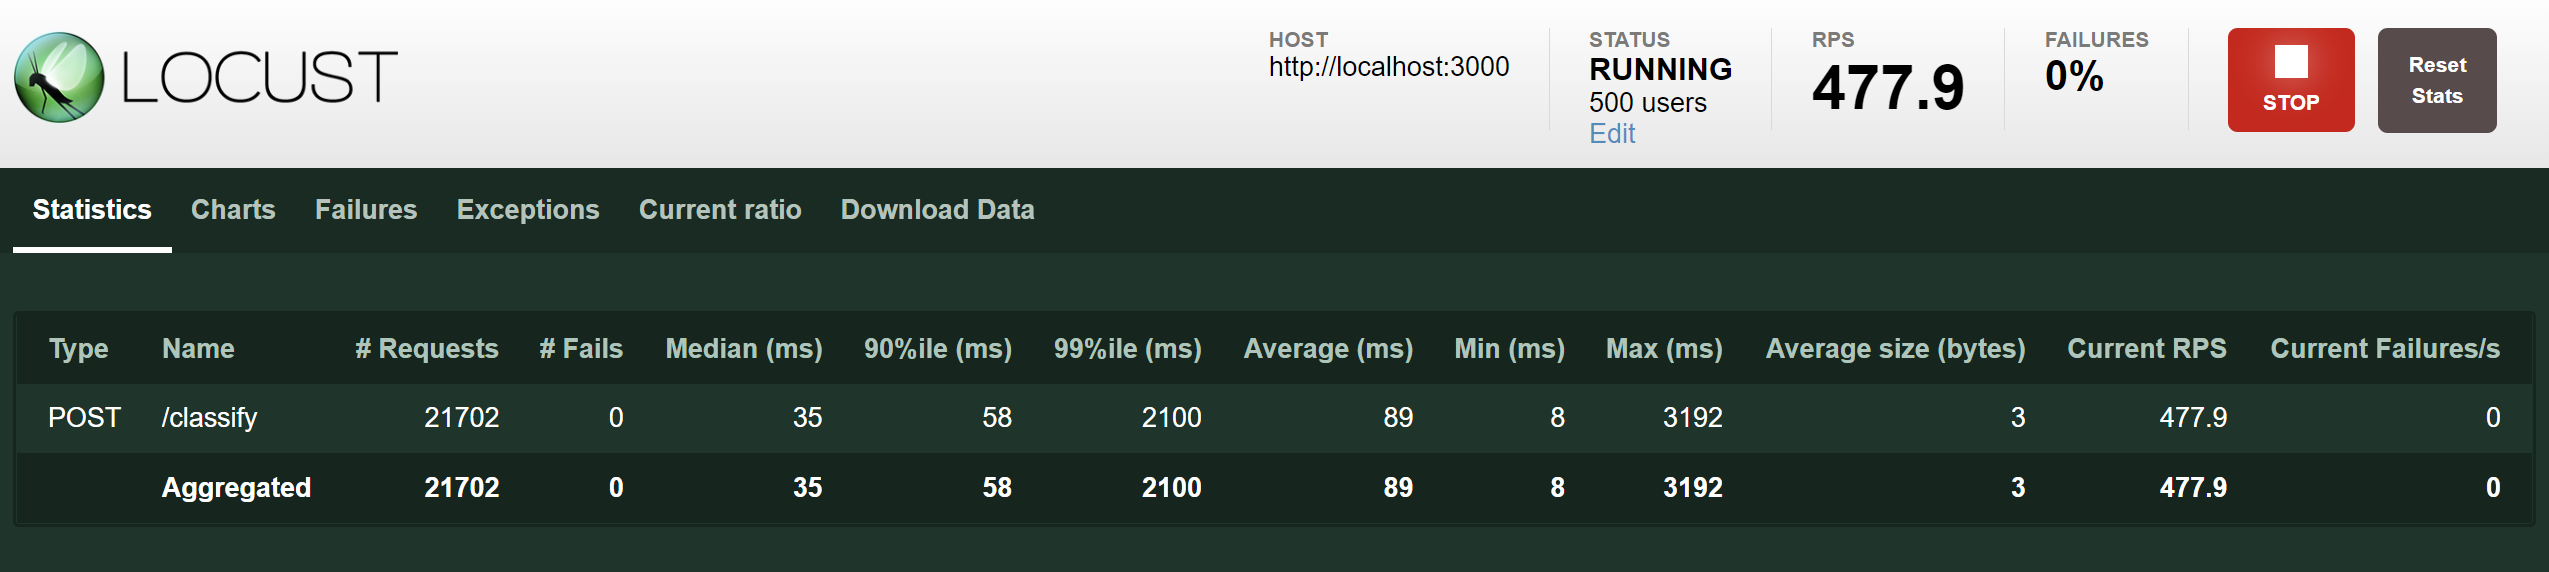 LOCUST
HOST
http://localhost:3000
STATUS
RUNNING
500 users
Edit
RPS
477.9
FAILURES
0%
STOP
Reset
Stats
Statistics Charts Failures Exceptions Current ratio Download Data
Type Name # Requests # Fails Median (ms) 90%ile (ms) 99%ile (ms) Average (ms) Min (ms) Max (ms) Average size (bytes) Current RPS Current Failures/s
POST /classify 21702 0 35 58 2100 89 8 3192 3 477.9 0
Aggregated 21702 0 35 58 2100 89 8 3192 3 477.9 0